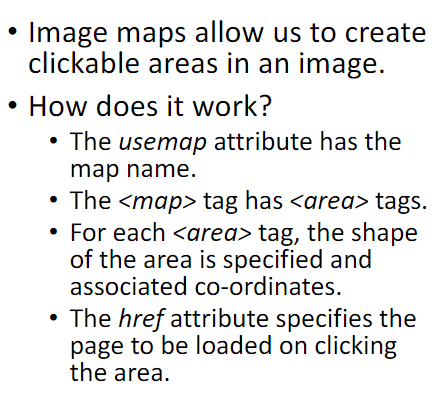 • Image maps allow us to create
clickable areas in an image.
• How does it work?
• The usemap attribute has the
map name.
• The <map> tag has <area> tags.
• For each <area> tag, the shape
of the area is specified and
associated co-ordinates.
• The href attribute specifies the
page to be loaded on clicking
the area.